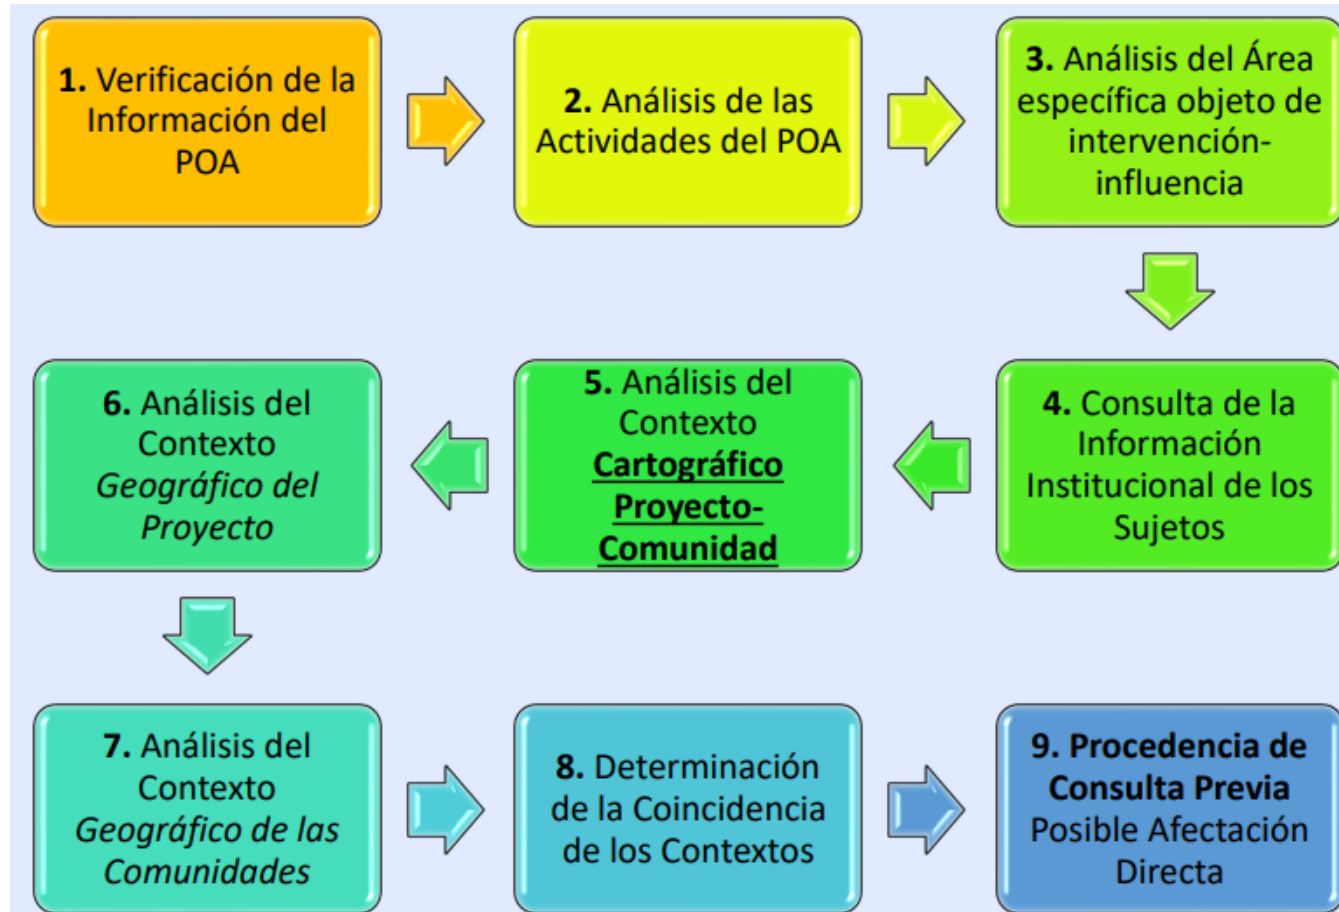 1. Verificación de la
Información del
POA
2. Análisis de las
Actividades del POA
3. Análisis del Área
específica objeto de
intervención-
influencia
4. Consulta de la
Información
Institucional de los
Sujetos
5. Análisis del
Contexto
Cartográfico
Proyecto-
Comunidad
6. Análisis del
Contexto
Geográfico del
Proyecto
7. Análisis del
Contexto
Geográfico de las
Comunidades
8. Determinación
de la Coincidencia
de los Contextos
9. Procedencia de
Consulta Previa
Posible Afectación
Directa